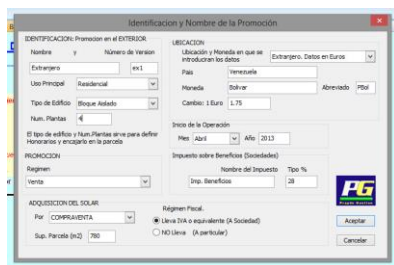 Identificacion y Nombre de la Promoción
IDENTIFICACION: Promocion en el EXTERIOR
Nombre y Número de Version
Extranjero ex1
Uso Principal Residencial
Tipo de Edificio Bloque Aislado
Num. Plantas 4
El tipo de edificio y Num.Plantas sirve para definir
Honorarios y encajarlo en la parcela
UBICACION
Ubicación y Moneda en que se
introduciran los datos
Extranjero. Datos en Euros
Pais Venezuela
Moneda Bolivar Abreviado PBol
Cambio: 1 Euro 1.75
Inicio de la Operación
Mes Abril Año 2013
PROMOCION
Regimen
Venta
Impuesto sobre Beneficios (Sociedades)
Nombre del Impuesto Tipo %
Imp. Beneficios 28
ADQUISICION DEL SOLAR
Por COMPRAVENTA
Sup. Parcela (m2) 780
Régimen Fiscal.
Lleva IVA o equivalente (A Sociedad)
NO Lleva (A particular)
PG
Aceptar
Cancelar